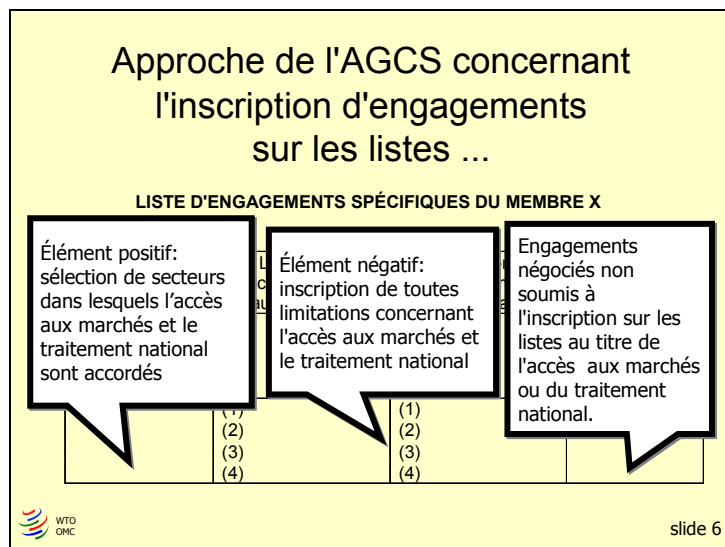 Approche de l'AGCS concernant
l'inscription d'engagements
sur les listes ...
LISTE D'ENGAGEMENTS SPÉCIFIQUES DU MEMBRE X
Élément positif:
sélection de secteurs
dans lesquels l’accès
aux marchés et le
traitement national
sont accordés
Élément négatif:
inscription de toutes
limitations concernant
l'accès aux marchés et
le traitement national
Engagements
négociés non
soumis à
l'inscription sur les
listes au titre de
l'accès aux marchés
ou du traitement
national.
(1)
(2)
(3)
(4)
(1)
(2)
(3)
(4)
WTO
OMC
slide 6